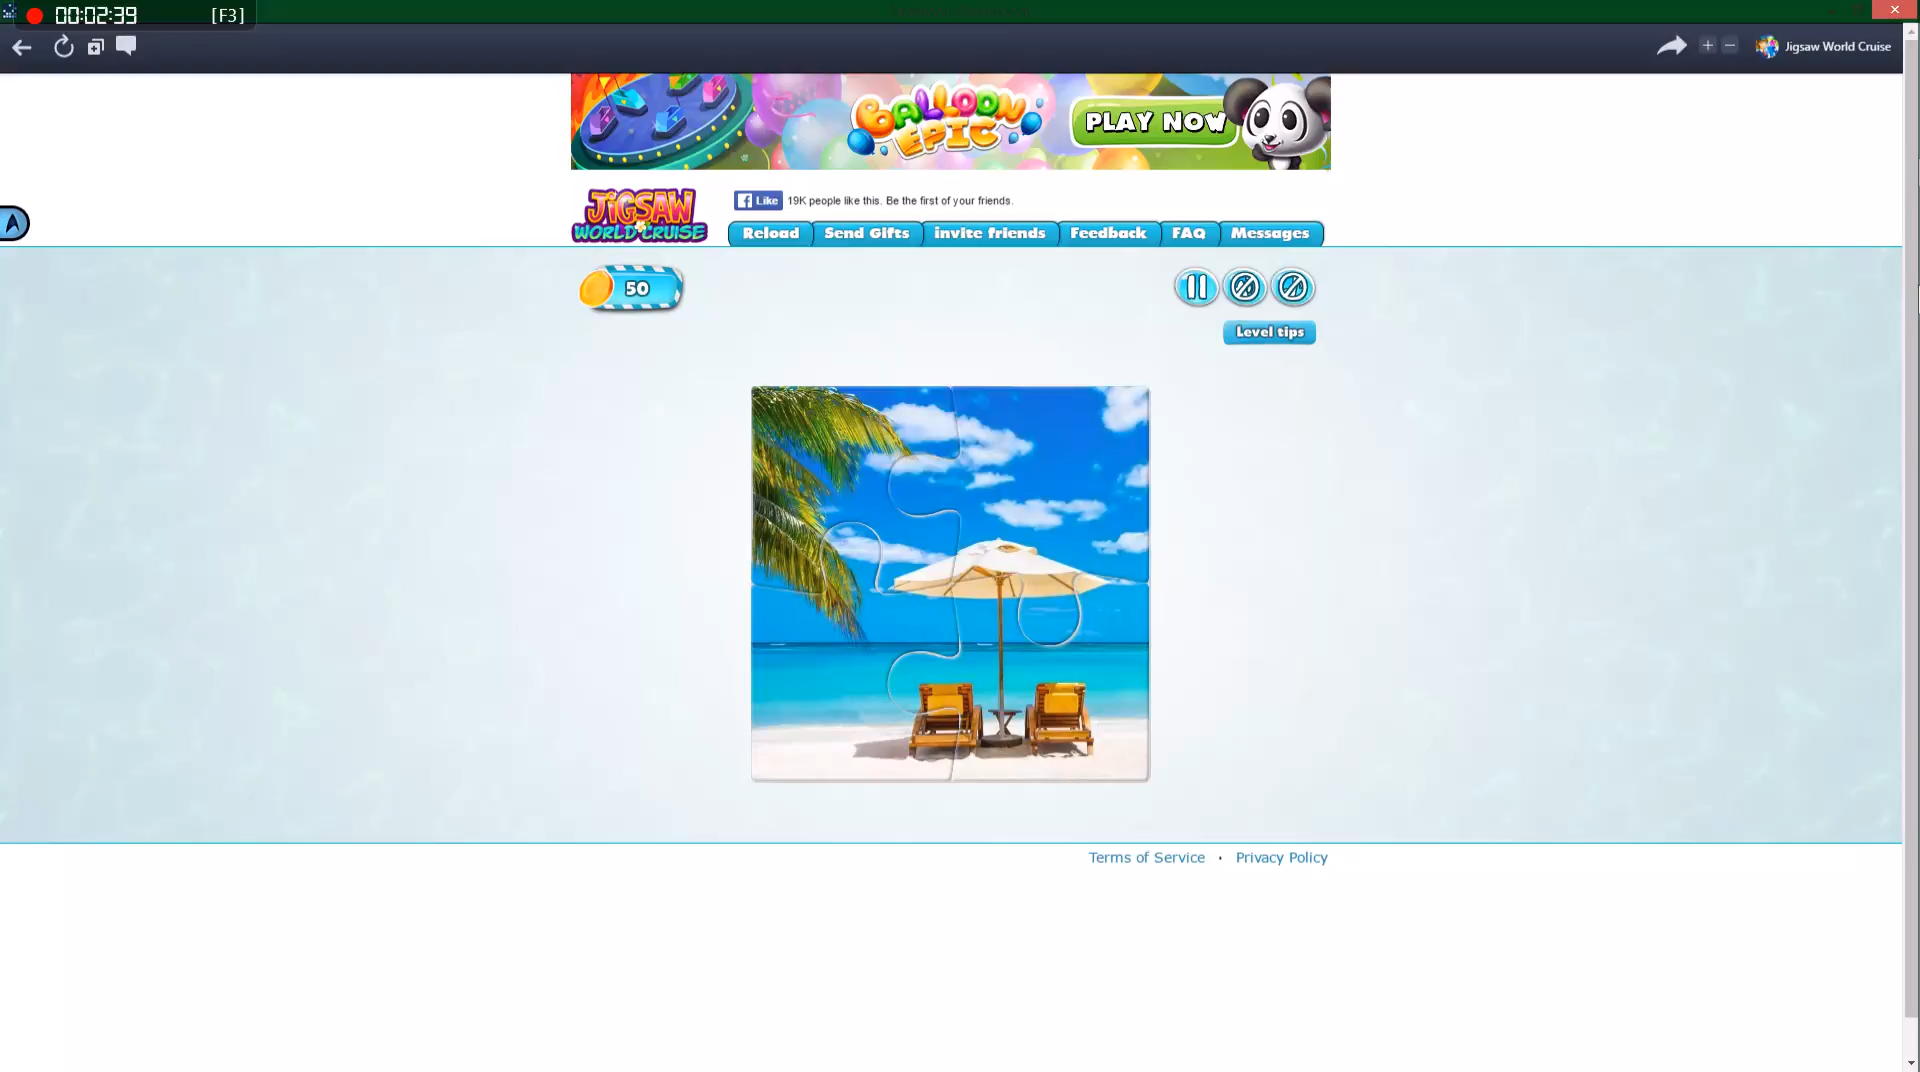 00:02:39 [F3]
Jigsaw World Cruise
BALLOON
EPIC
PLAY NOW
JIGSAW
WORLD CRUISE
Like 19K people like this. Be the first of your friends.
Reload Send Gifts invite friends Feedback FAQ Messages
50
Level tips
Terms of Service · Privacy Policy